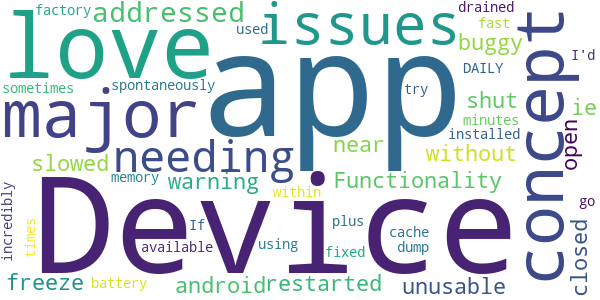 factory
drained
love
addressed
issues
used
fast
I'd
buggy
sometimes
spontaneously
app
DAILY
concept
major
try
shut
ie
minutes
installed
open
needing
near
without
slowed
memory
warning
Functionality
incredibly
Device
within
go
times
If
plus
cache
closed
available
using
fixed
dump
freeze
battery
android
restarted
unusable